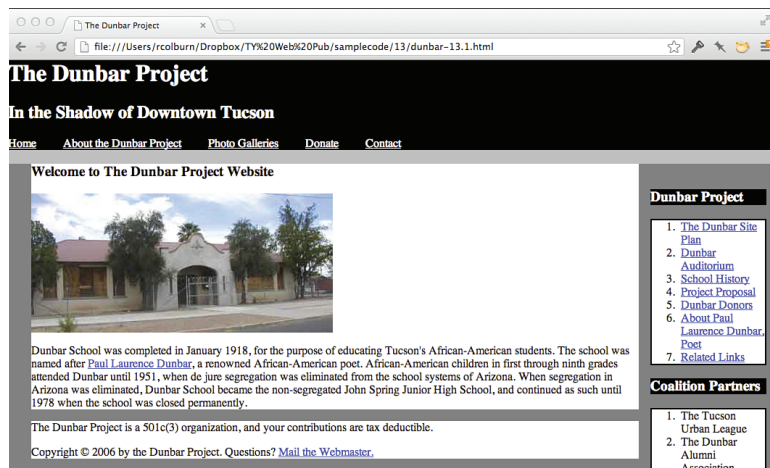 The Dunbar Project
file:///Users/rcolburn/Dropbox/TY%20Web%20Pub/samplecode/13/dunbar-13.1.html
The Dunbar Project
In the Shadow of Downtown Tucson
Home About the Dunbar Project Photo Galleries Donate Contact
Welcome to The Dunbar Project Website
Dunbar School was completed in January 1918, for the purpose of educating Tucson's African-American students. The school was
named after Paul Laurence Dunbar, a renowned African-American poet. African-American children in first through ninth grades
attended Dunbar until 1951, when de jure segregation was eliminated from the school systems of Arizona. When segregation in
Arizona was eliminated, Dunbar School became the non-segregated John Spring Junior High School, and continued as such until
1978 when the school was closed permanently.
The Dunbar Project is a 501c(3) organization, and your contributions are tax deductible.
Copyright © 2006 by the Dunbar Project. Questions? Mail the Webmaster.
Dunbar Project
1. The Dunbar Site
Plan
2. Dunbar
Auditorium
3. School History
4. Project Proposal
5. Dunbar Donors
6. About Paul
Laurence Dunbar,
Poet
7. Related Links
Coalition Partners
1. The Tucson
Urban League
2. The Dunbar
Alumni
Association